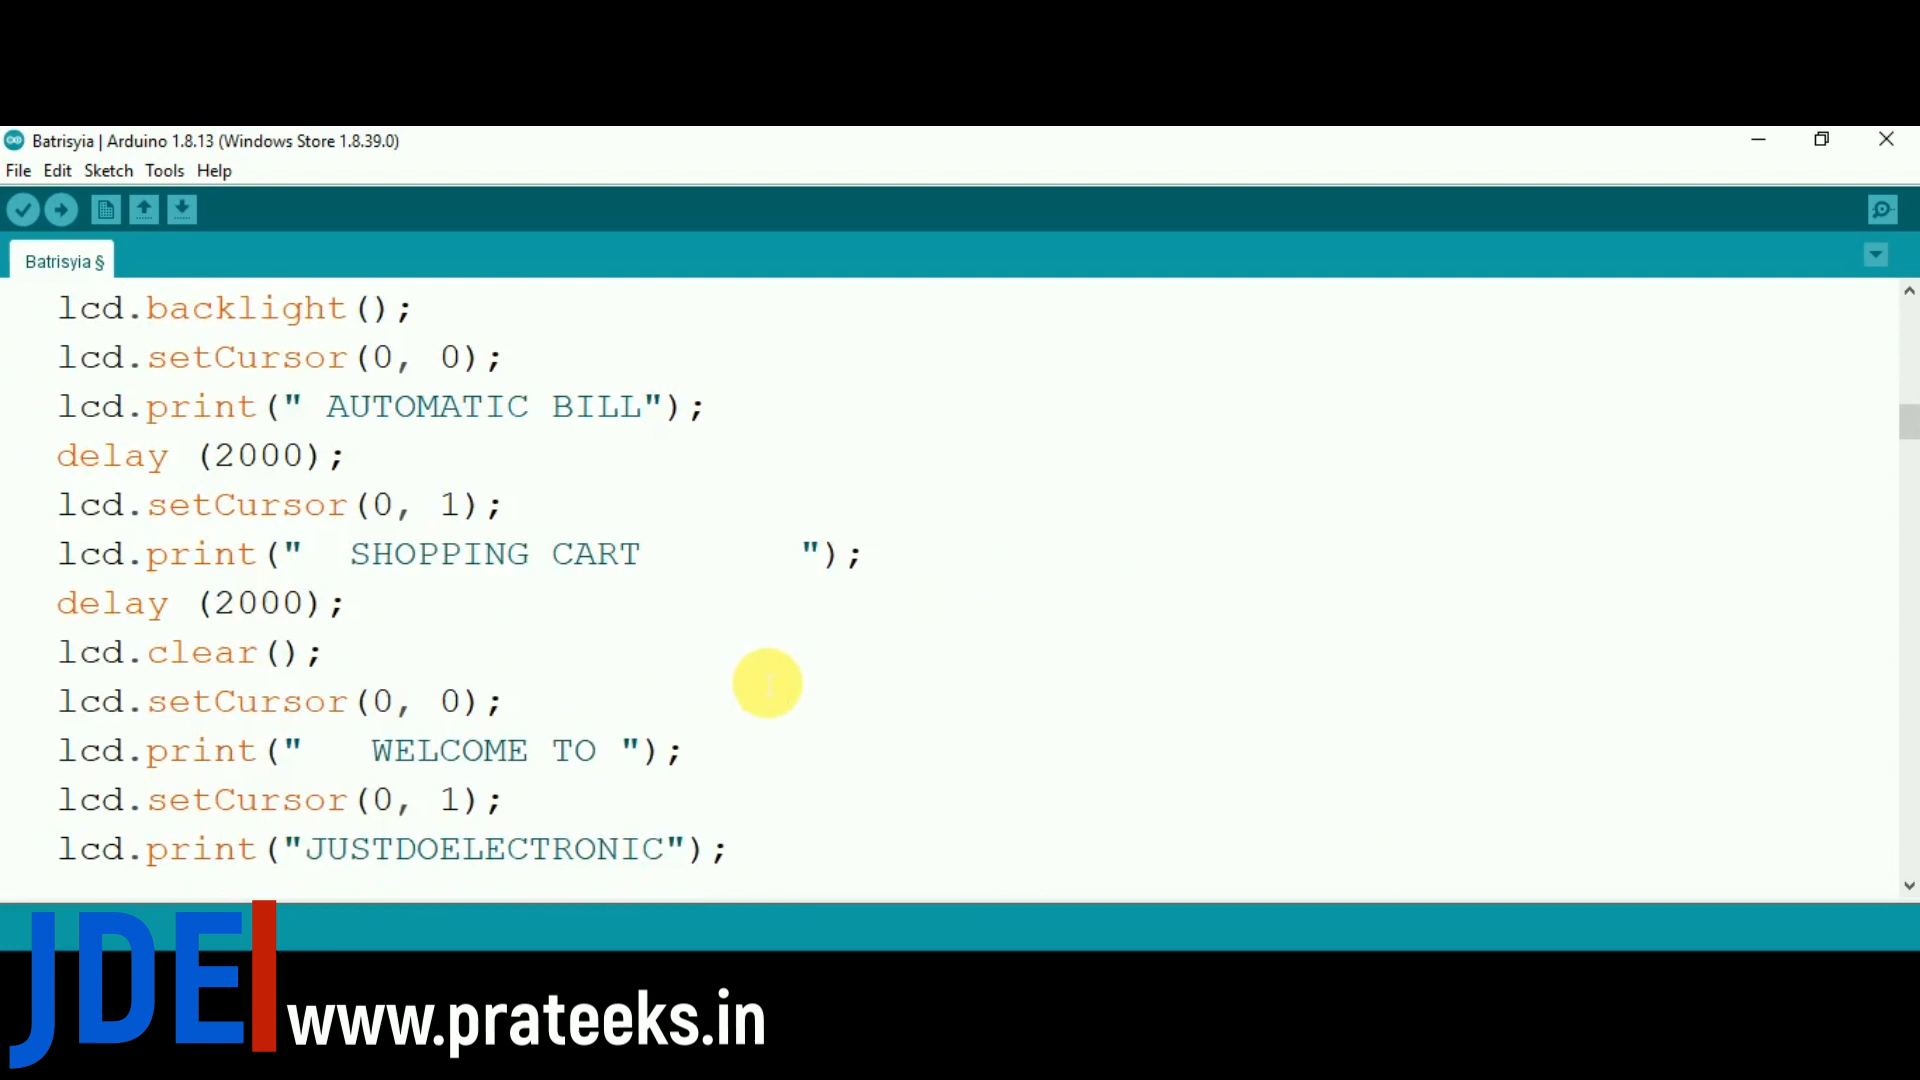 Batrisyia | Arduino 1.8.13 (Windows Store 1.8.39.0)
File Edit Sketch Tools Help
Batrisyia §
lcd.backlight();
lcd.setCursor(0, 0);
lcd.print(" AUTOMATIC BILL");
delay (2000);
lcd.setCursor(0, 1);
lcd.print("  SHOPPING CART       ");
delay (2000);
lcd.clear();
lcd.setCursor(0, 0);
lcd.print("   WELCOME TO ");
lcd.setCursor(0, 1);
lcd.print("JUSTDOELECTRONIC");
JDE
www.prateeks.in